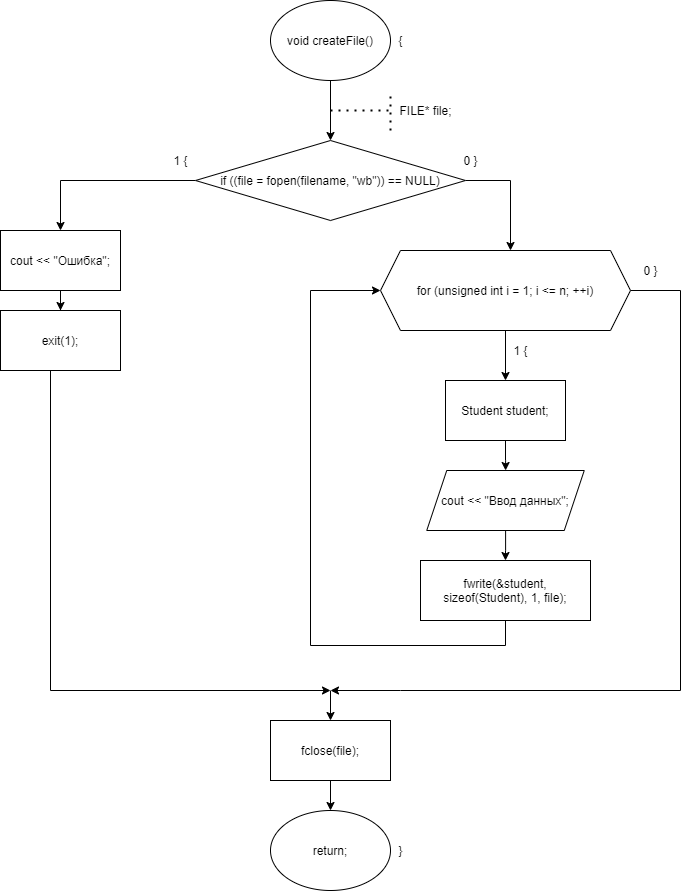 void createFile()
{
FILE* file;
1 {
0 }
if ((file = fopen(filename, "wb")) == NULL)
cout << "Ошибка";
exit(1);
for (unsigned int i = 1; i <= n; ++i)
0 }
1 {
Student student;
cout << "Ввод данных";
fwrite(&student,
sizeof(Student), 1, file);
fclose(file);
return;
}